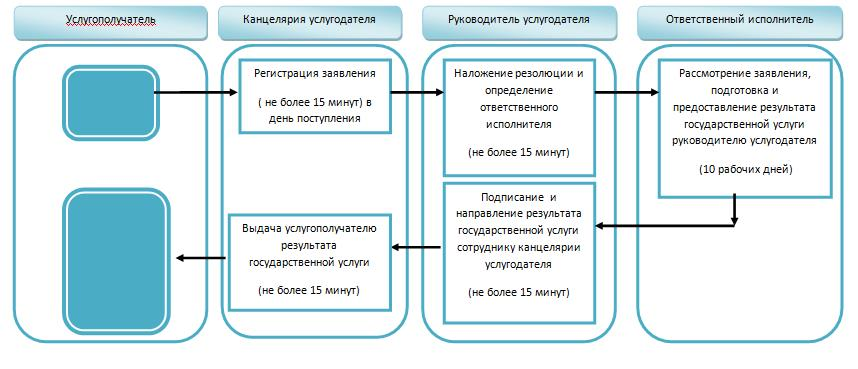 Услугополучатель
Канцелярия услугодателя
Руководитель услугодателя
Ответственный исполнитель
Регистрация заявления
( не более 15 минут) в
день поступления
Наложение резолюции и
определение
ответственного
исполнителя
(не более 15 минут)
Рассмотрение заявления,
подготовка и
предоставление результата
государственной услуги
руководителю услугодателя
(10 рабочих дней)
Подписание и
направление результата
государственной услуги
сотруднику канцелярии
услугодателя
(не более 15 минут)
Выдача услугополучателю
результата
государственной услуги
(не более 15 минут)